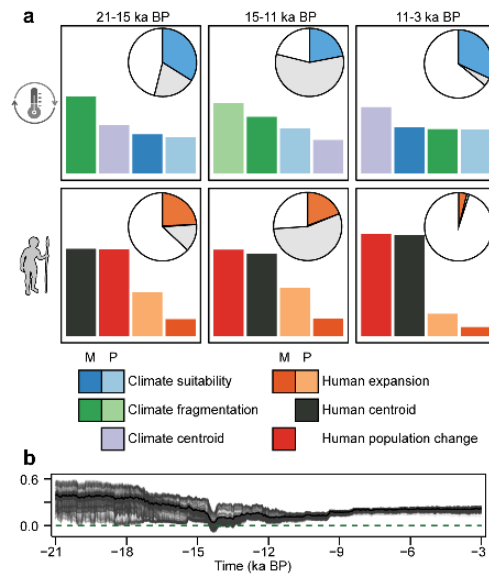 a
21-15 ka BP 15-11 ka BP 11-3 ka BP
M P M P
Climate suitability Human expansion
Climate fragmentation Human centroid
Climate centroid Human population change
b
0.6
0.0
−21 −18 −15 −12 −9 −6 −3
Time (ka BP)